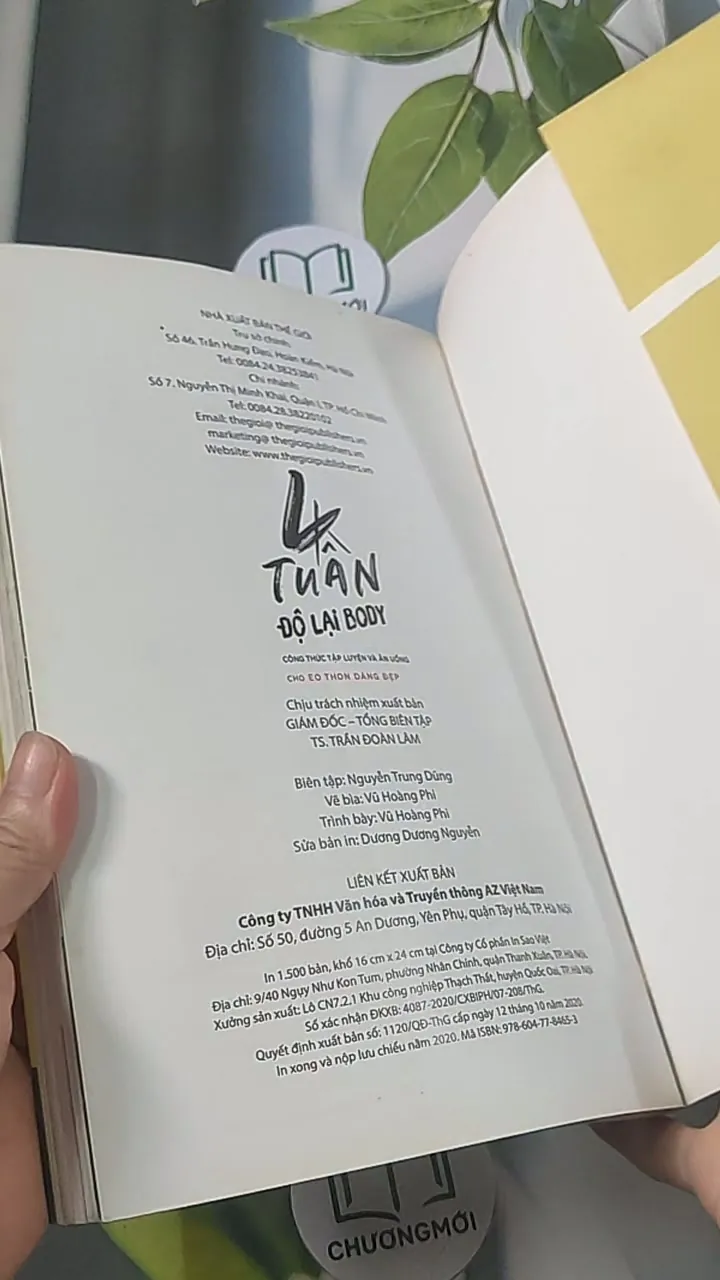 NHÀ XUẤT BẢN THẾ GIỚI
Trụ sở chính
Số 46. Trần Hưng Đạo, Hoàn Kiếm, Hà Nội
Tel: 0084.24.38253841
Chi nhánh:
Số 7. Nguyễn Thị Minh Khai, Quận I, TP. Hồ Chí Minh
Tel: 0084.28.38220102
Email: thegioi@ thegioipublishers.vn
marketing@ thegioipublishers.vn
Website: www.thegioipublishers.vn
4
TUẦN
ĐỘ LẠI BODY
CÔNG THỨC TẬP LUYỆN VÀ ĂN UỐNG
CHO EO THON DÁNG ĐẸP
Chịu trách nhiệm xuất bản
GIÁM ĐỐC – TỔNG BIÊN TẬP
TS. TRẦN ĐOÀN LÂM
Biên tập: Nguyễn Trung Dũng
Vẽ bìa: Vũ Hoàng Phi
Trình bày: Vũ Hoàng Phi
Sửa bản in: Dương Dương Nguyễn
LIÊN KẾT XUẤT BẢN
Công ty TNHH Văn hóa và Truyền thông AZ Việt Nam
Địa chỉ: Số 50, đường 5 An Dương, Yên Phụ, quận Tây Hồ, TP. Hà Nội
In 1.500 bản, khổ 16 cm x 24 cm tại Công ty Cổ phần In Sao Việt
Địa chỉ: 9/40 Ngụy Như Kon Tum, phường Nhân Chính, quận Thanh Xuân, TP. Hà Nội.
Xưởng sản xuất: Lô CN7.2.1 Khu công nghiệp Thạch Thất, huyện Quốc Oai, TP. Hà Nội
Số xác nhận ĐKXB: 4087-2020/CXBIPH/07-208/ThG.
Quyết định xuất bản số: 1120/QĐ-ThG cấp ngày 12 tháng 10 năm 2020.
In xong và nộp lưu chiểu năm 2020. Mã ISBN: 978-604-77-8465-3
CHƯƠNGMỚI